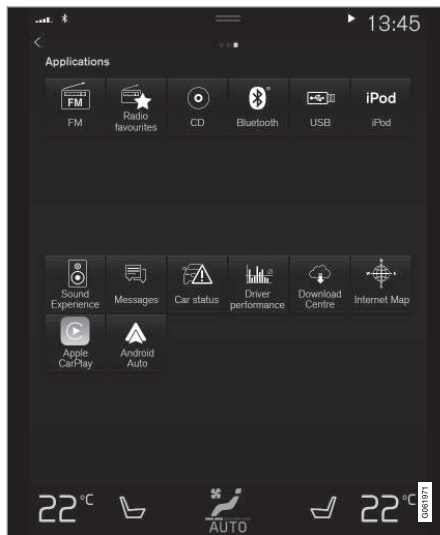 13:45
Applications
FM
iPod
FM
Radio
favourites
CD
Bluetooth
USB
iPod
Sound
Experience
Messages
Car status
Driver
performance
Download
Centre
Internet Map
Apple
CarPlay
Android
Auto
22°C
AUTO
22°C
G061971